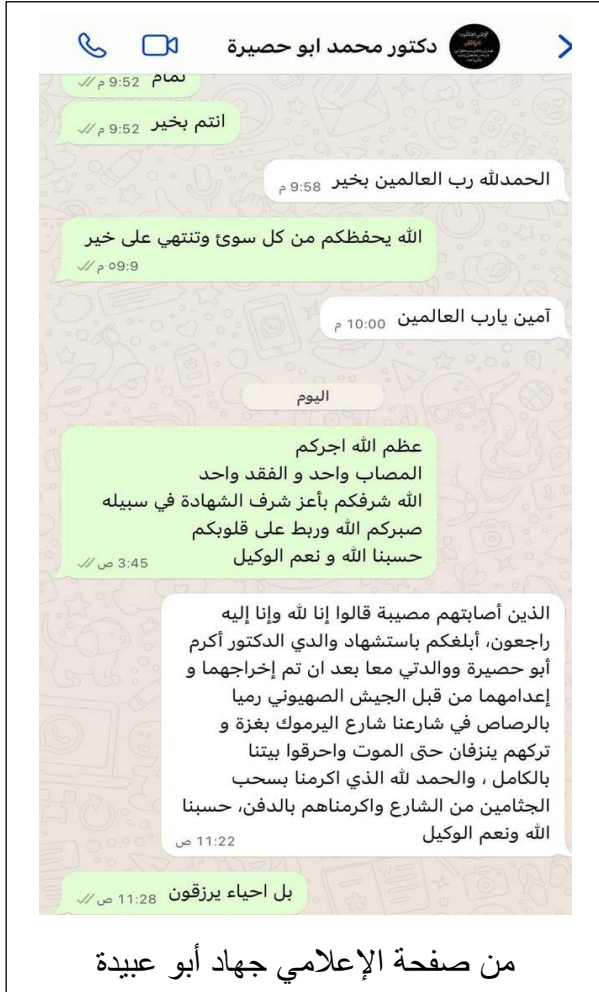 دكتور محمد ابو حصيرة
تمام 9:52 م
انتم بخير 9:52 م
الحمدلله رب العالمين بخير 9:58 م
الله يحفظكم من كل سوئ وتنتهي على خير
o9:9 م
آمين يارب العالمين 10:00 م
اليوم
عظم الله اجركم
المصاب واحد و الفقد واحد
الله شرفكم بأعز شرف الشهادة في سبيله
صبركم الله وربط على قلوبكم
حسبنا الله و نعم الوكيل 3:45 ص
الذين أصابتهم مصيبة قالوا إنا لله وإنا إليه
راجعون، أبلغكم باستشهاد والدي الدكتور أكرم
أبو حصيرة ووالدتي معا بعد ان تم إخراجهما و
إعدامهما من قبل الجيش الصهيوني رميا
بالرصاص في شارعنا شارع اليرموك بغزة و
تركهم ينزفان حتى الموت واحرقوا بيتنا
بالكامل ، والحمد لله الذي اكرمنا بسحب
الجثامين من الشارع واكرمناهم بالدفن، حسبنا
الله ونعم الوكيل 11:22 ص
بل احياء يرزقون 11:28 ص
من صفحة الإعلامي جهاد أبو عبيدة